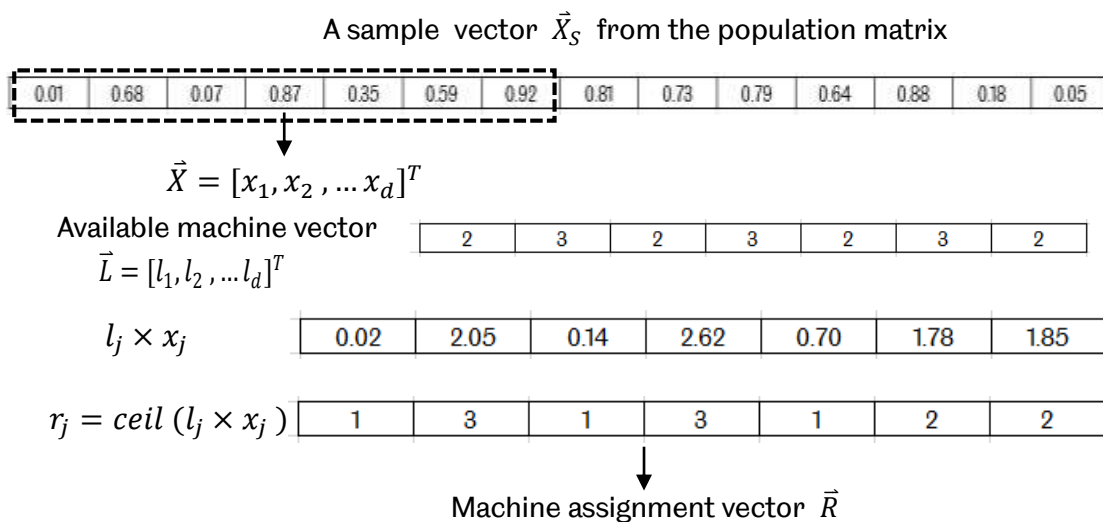 A sample vector X⃗_S from the population matrix
0.01 0.68 0.07 0.87 0.35 0.59 0.92 0.81 0.73 0.79 0.64 0.88 0.18 0.05
X⃗ = [x₁, x₂ , … x_d]^T
Available machine vector
2 3 2 3 2 3 2
L⃗ = [l₁, l₂ , … l_d]^T
l_j × x_j 0.02 2.05 0.14 2.62 0.70 1.78 1.85
r_j = ceil (l_j × x_j) 1 3 1 3 1 2 2
Machine assignment vector R⃗